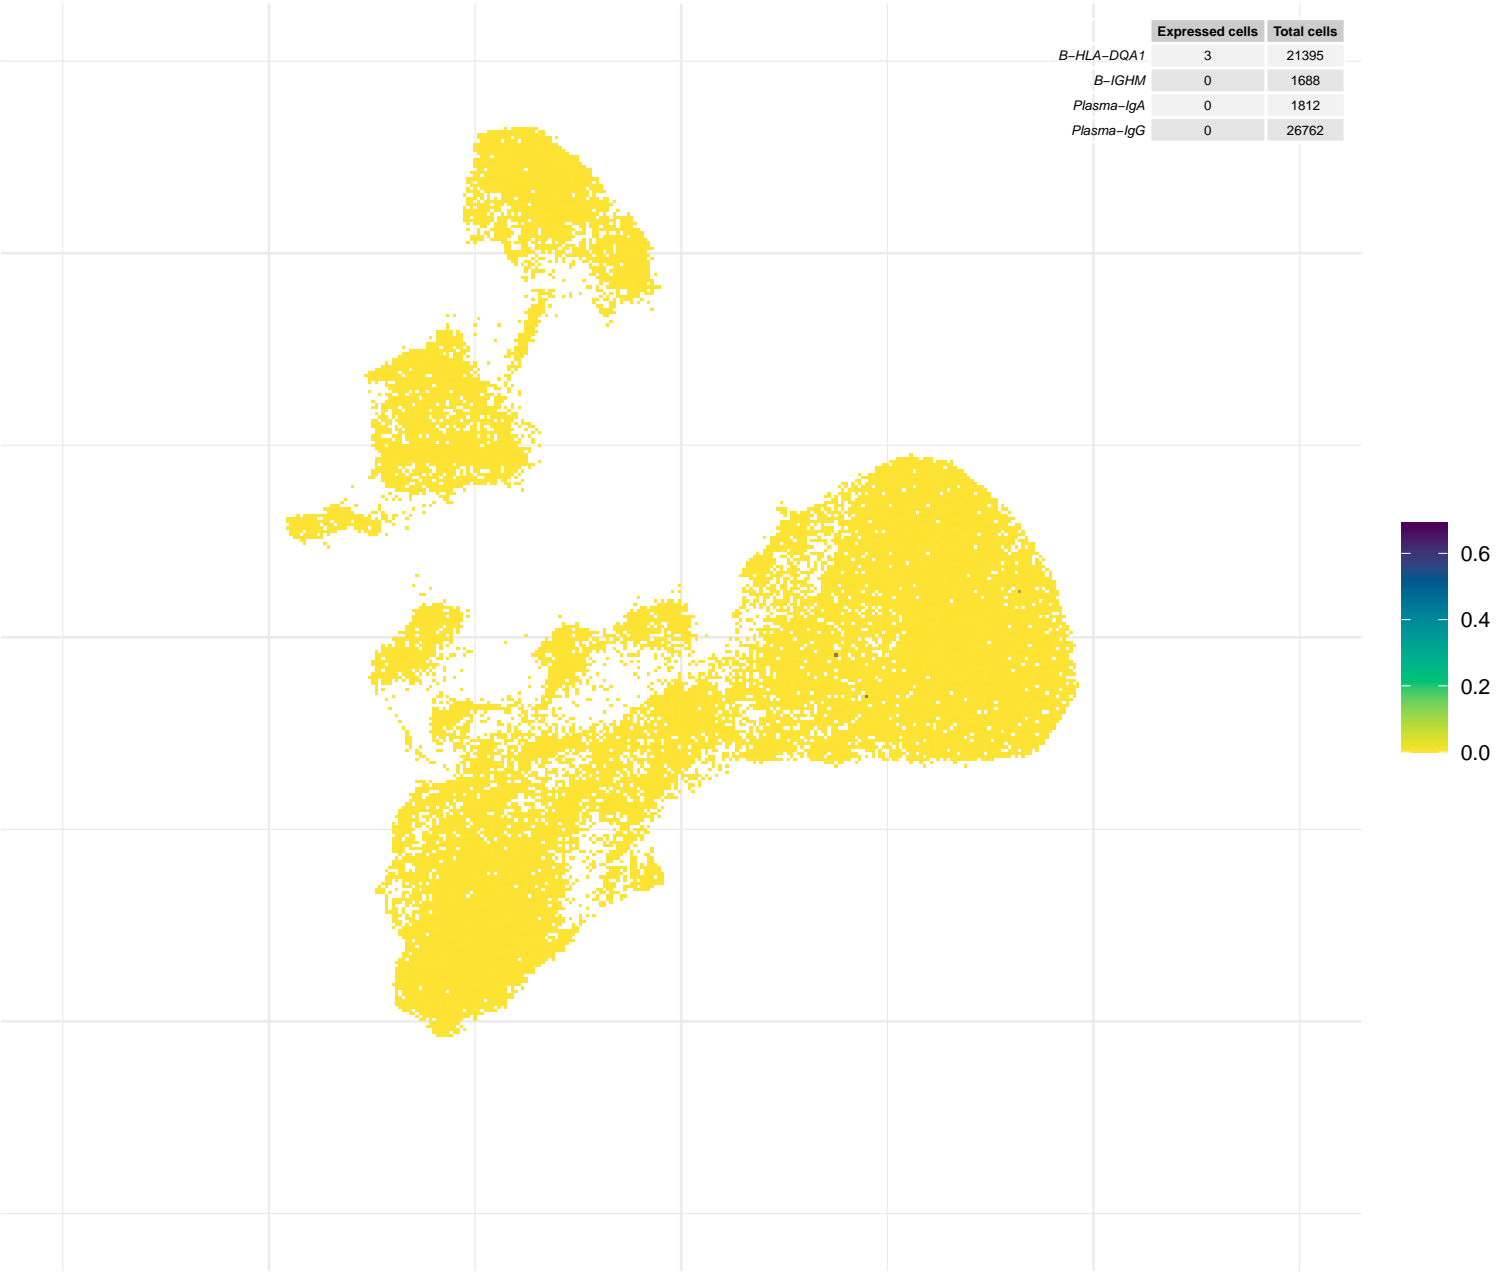 Expressed cells Total cells
B−HLA−DQA1 3 21395
B−IGHM 0 1688
Plasma−IgA 0 1812
Plasma−IgG 0 26762
0.6
0.4
0.2
0.0